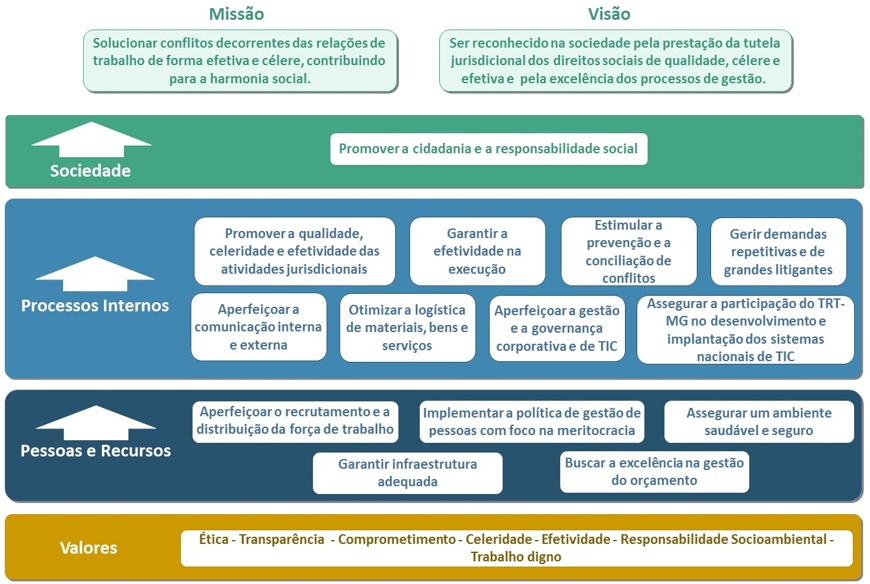 Missão
Solucionar conflitos decorrentes das relações de
trabalho de forma efetiva e célere, contribuindo
para a harmonia social.
Visão
Ser reconhecido na sociedade pela prestação da tutela
jurisdicional dos direitos sociais de qualidade, célere e
efetiva e pela excelência dos processos de gestão.
Sociedade
Promover a cidadania e a responsabilidade social
Processos Internos
Promover a qualidade,
celeridade e efetividade das
atividades jurisdicionais
Garantir a
efetividade na
execução
Estimular a
prevenção e a
conciliação de
conflitos
Gerir demandas
repetitivas e de
grandes litigantes
Aperfeiçoar a
comunicação interna
e externa
Otimizar a logística
de materiais, bens e
serviços
Aperfeiçoar a gestão
e a governança
corporativa e de TIC
Assegurar a participação do TRT-
MG no desenvolvimento e
implantação dos sistemas
nacionais de TIC
Pessoas e Recursos
Aperfeiçoar o recrutamento e a
distribuição da força de trabalho
Implementar a política de gestão de
pessoas com foco na meritocracia
Assegurar um ambiente
saudável e seguro
Garantir infraestrutura
adequada
Buscar a excelência na gestão
do orçamento
Valores
Ética - Transparência - Comprometimento - Celeridade - Efetividade - Responsabilidade Socioambiental -
Trabalho digno